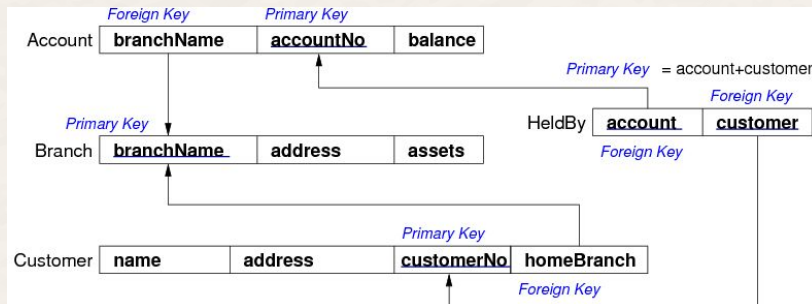 Foreign Key Primary Key
Account branchName accountNo balance
Primary Key = account+customer
Foreign Key
HeldBy account customer
Foreign Key
Primary Key
Branch branchName address assets
Primary Key
Customer name address customerNo homeBranch
Foreign Key